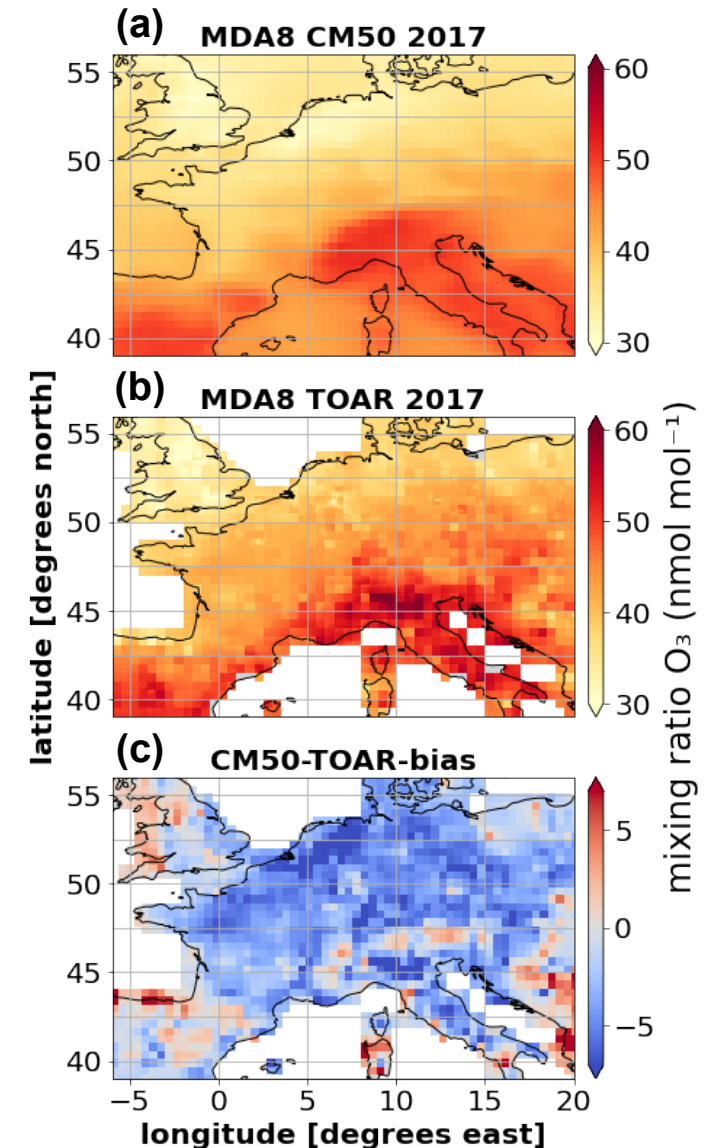 (a)
MDA8 CM50 2017
55
50
45
40
60
50
40
30
(b)
MDA8 TOAR 2017
55
50
45
40
60
50
40
30
(c)
CM50-TOAR-bias
55
50
45
40
5
0
−5
−5 0 5 10 15 20
longitude [degrees east]
latitude [degrees north]
mixing ratio O₃ (nmol mol⁻¹)